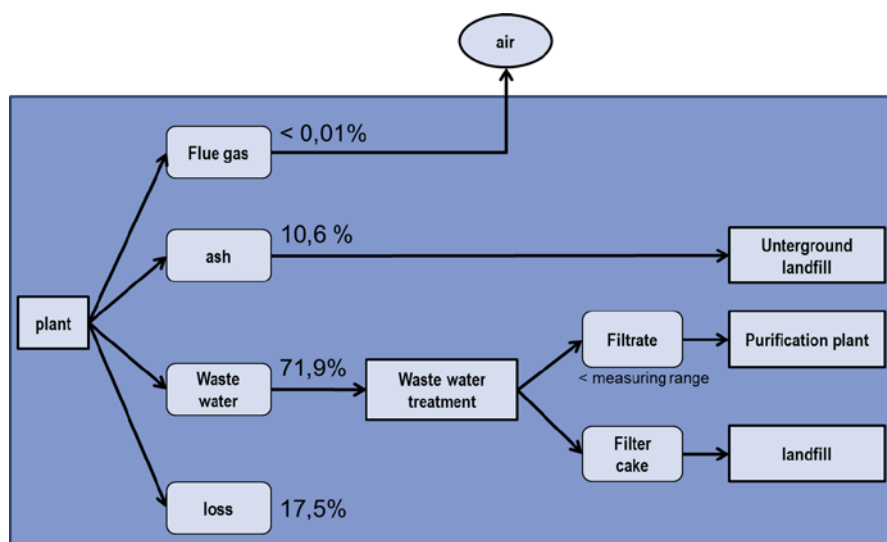 air
< 0,01%
Flue gas
10,6 %
ash
Unterground
landfill
plant
Filtrate
Purification plant
< measuring range
71,9%
Waste
water
Waste water
treatment
Filter
cake
landfill
loss
17,5%